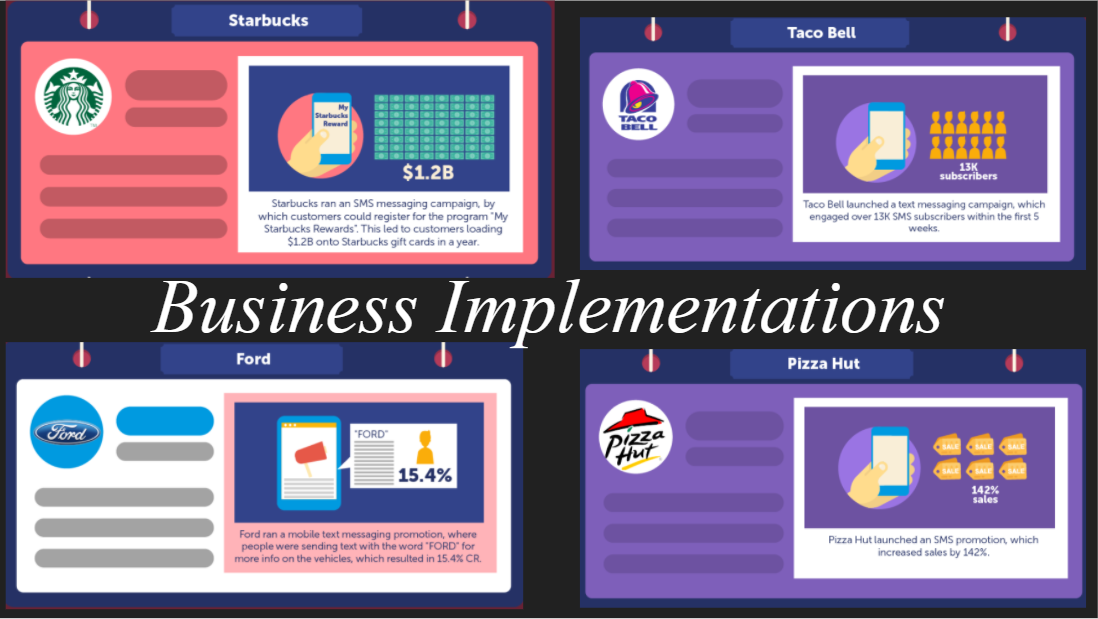 Starbucks
My
Starbucks
Reward
$1.2B
Starbucks ran an SMS messaging campaign, by
which customers could register for the program "My
Starbucks Rewards". This led to customers loading
$1.2B onto Starbucks gift cards in a year.
Taco Bell
TACO
BELL
13K
subscribers
Taco Bell launched a text messaging campaign, which
engaged over 13K SMS subscribers within the first 5
weeks.
Business Implementations
Ford
Ford
"FORD"
15.4%
Ford ran a mobile text messaging promotion, where
people were sending text with the word "FORD" for
more info on the vehicles, which resulted in 15.4% CR.
Pizza Hut
Pizza
Hut
SALE SALE SALE
SALE SALE SALE
142%
sales
Pizza Hut launched an SMS promotion, which
increased sales by 142%.